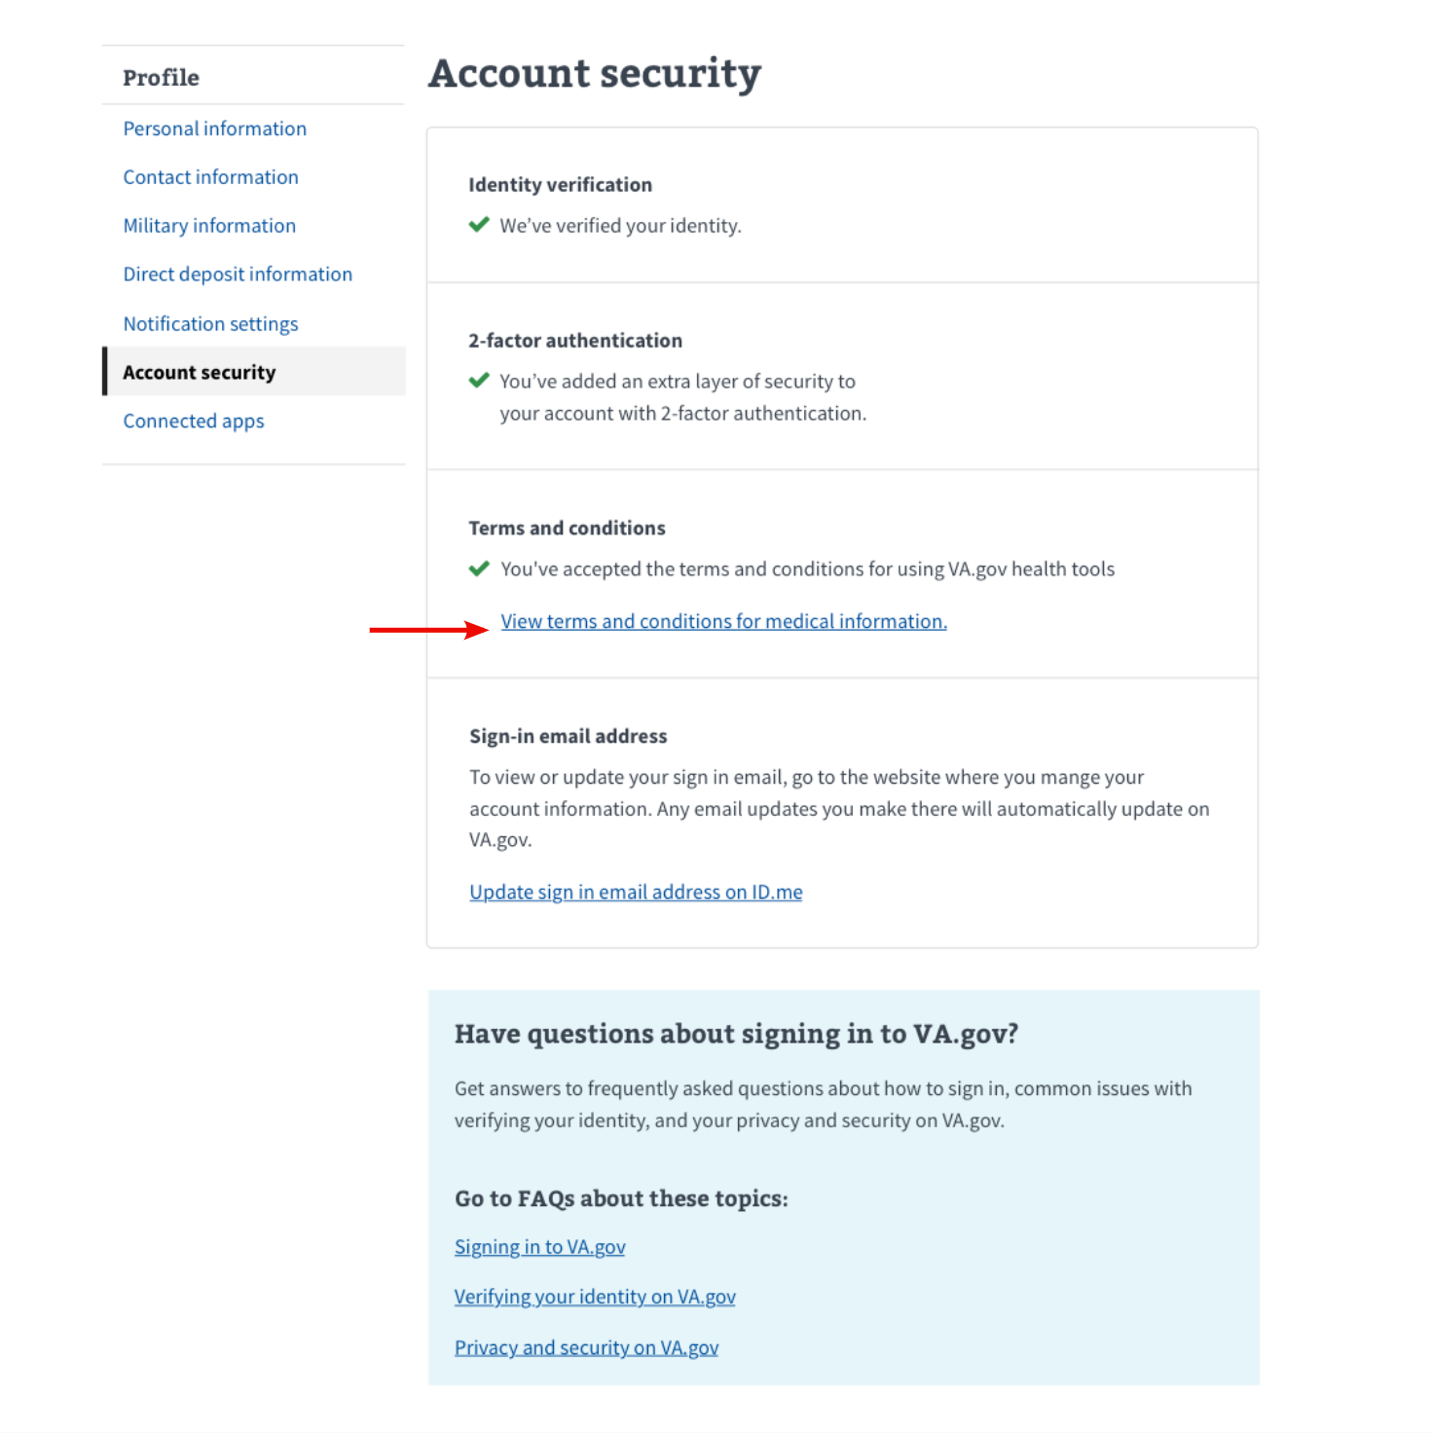 Profile
Personal information
Contact information
Military information
Direct deposit information
Notification settings
Account security
Connected apps
Account security
Identity verification
We’ve verified your identity.
2-factor authentication
You’ve added an extra layer of security to
your account with 2-factor authentication.
Terms and conditions
You've accepted the terms and conditions for using VA.gov health tools
View terms and conditions for medical information.
Sign-in email address
To view or update your sign in email, go to the website where you mange your
account information. Any email updates you make there will automatically update on
VA.gov.
Update sign in email address on ID.me
Have questions about signing in to VA.gov?
Get answers to frequently asked questions about how to sign in, common issues with
verifying your identity, and your privacy and security on VA.gov.
Go to FAQs about these topics:
Signing in to VA.gov
Verifying your identity on VA.gov
Privacy and security on VA.gov